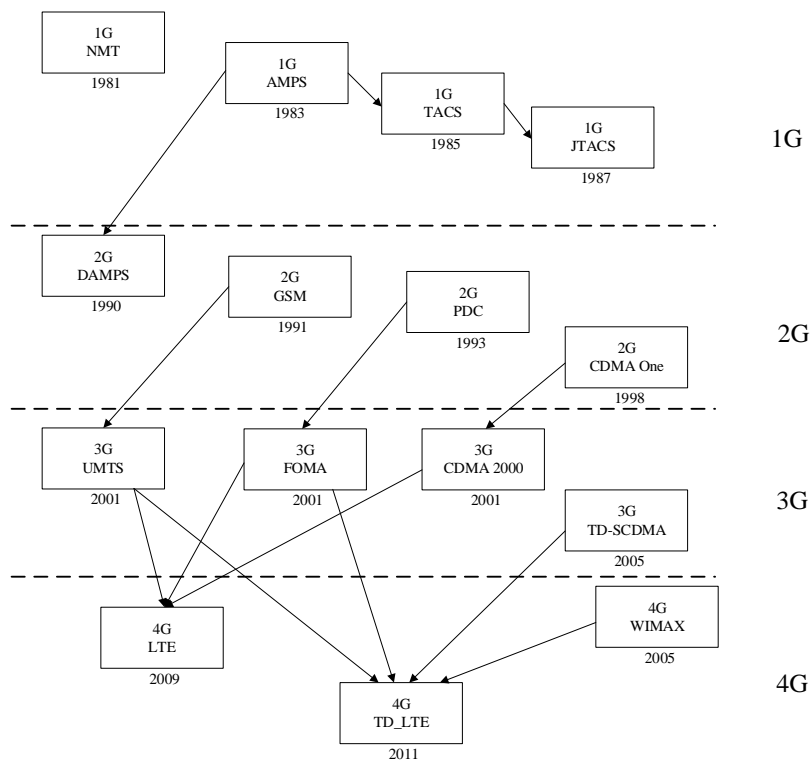 1G
NMT
1981
1G
AMPS
1983
1G
TACS
1985
1G
JTACS
1987
1G
2G
DAMPS
1990
2G
GSM
1991
2G
PDC
1993
2G
CDMA One
1998
2G
3G
UMTS
2001
3G
FOMA
2001
3G
CDMA 2000
2001
3G
TD-SCDMA
2005
3G
4G
LTE
2009
4G
WIMAX
2005
4G
TD_LTE
2011
4G